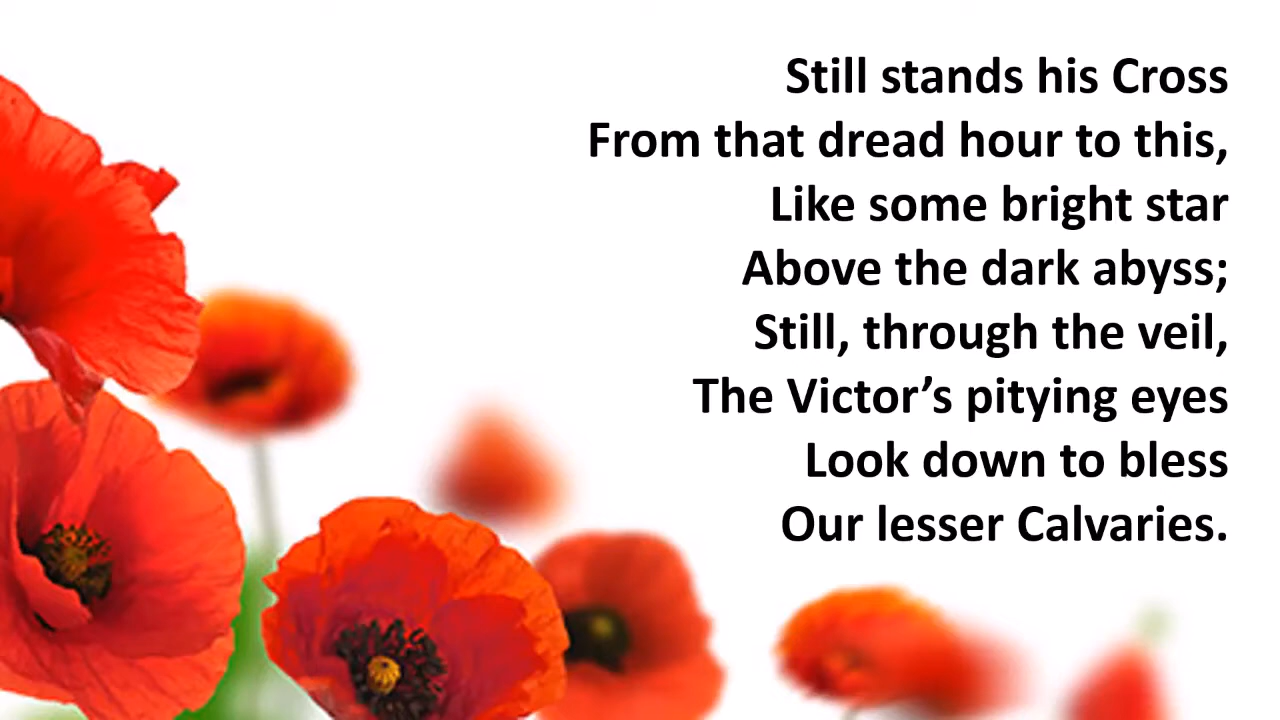 Still stands his Cross
From that dread hour to this,
Like some bright star
Above the dark abyss;
Still, through the veil,
The Victor’s pitying eyes
Look down to bless
Our lesser Calvaries.